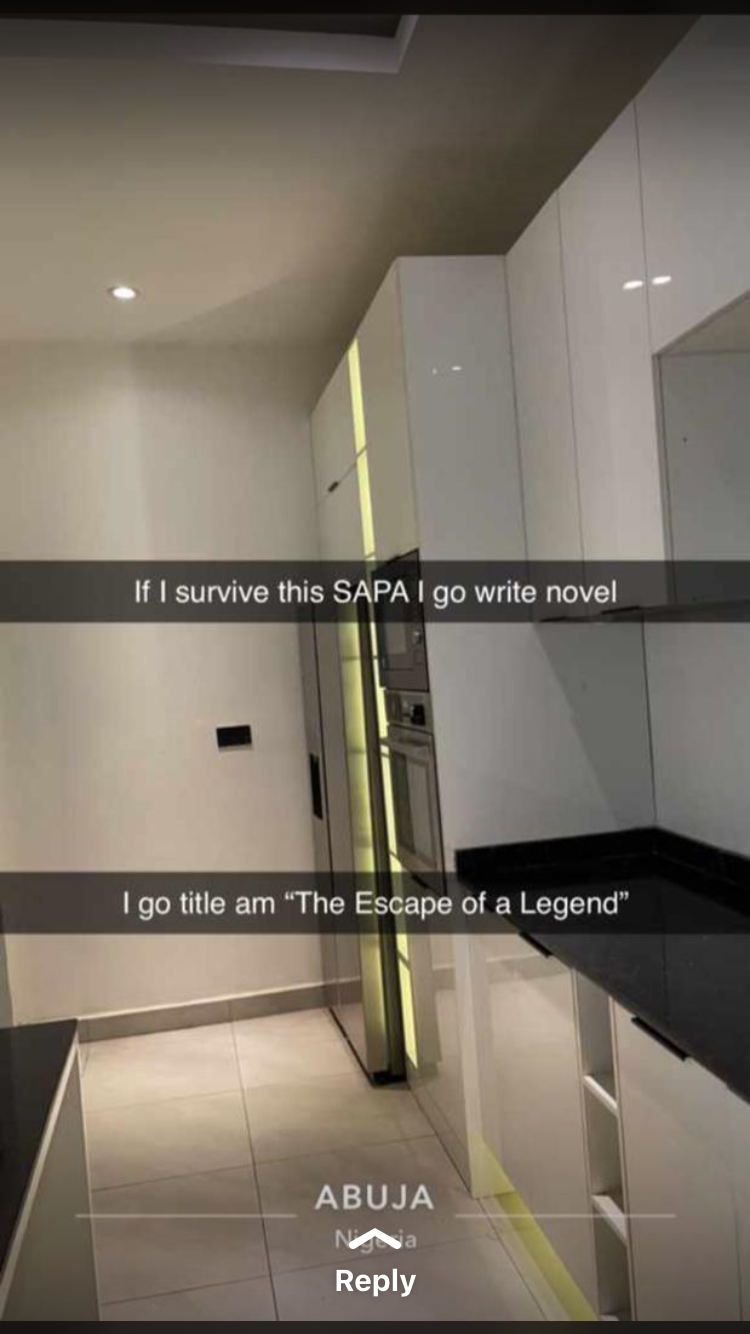 If I survive this SAPA I go write novel
I go title am “The Escape of a Legend”
ABUJA
Nigeria
Reply